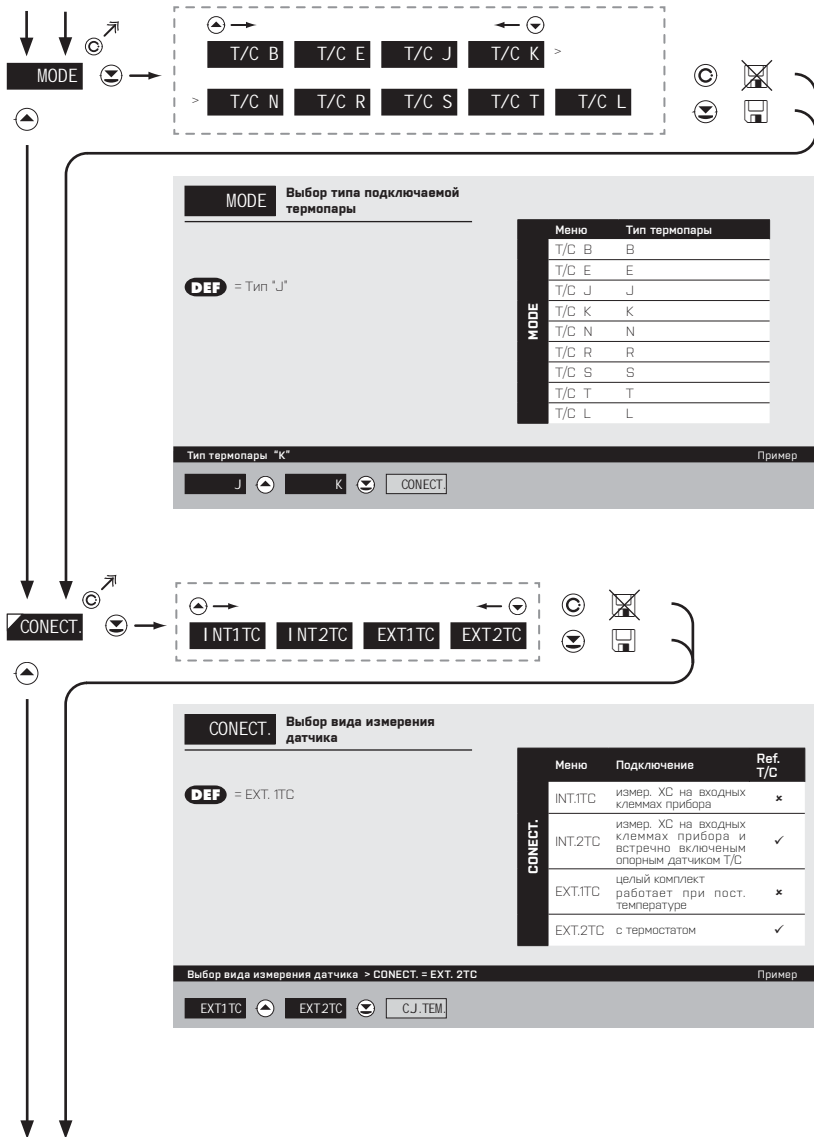 MODE
T/C B T/C E T/C J T/C K >
> T/C N T/C R T/C S T/C T T/C L
MODE
Выбор типа подключаемой
термопары
DEF = Тип "J"
MODE
Меню Тип термопары
T/C B B
T/C E E
T/C J J
T/C K K
T/C N N
T/C R R
T/C S S
T/C T T
T/C L L
Тип термопары "K" Пример
J K CONECT.
CONECT.
INT1TC INT2TC EXT1TC EXT2TC
CONECT.
Выбор вида измерения
датчика
DEF = EXT. 1TC
CONECT.
Меню Подключение Ref.
T/C
INT.1TC измер. ХС на входных
клеммах прибора ×
INT.2TC измер. ХС на входных
клеммах прибора и
встречно включеным
опорным датчиком Т/С ✓
EXT.1TC целый комплект
работает при пост.
температуре ×
EXT.2TC с термостатом ✓
Выбор вида измерения датчика > CONECT. = EXT. 2TC Пример
EXT1TC EXT2TC C.J.TEM.